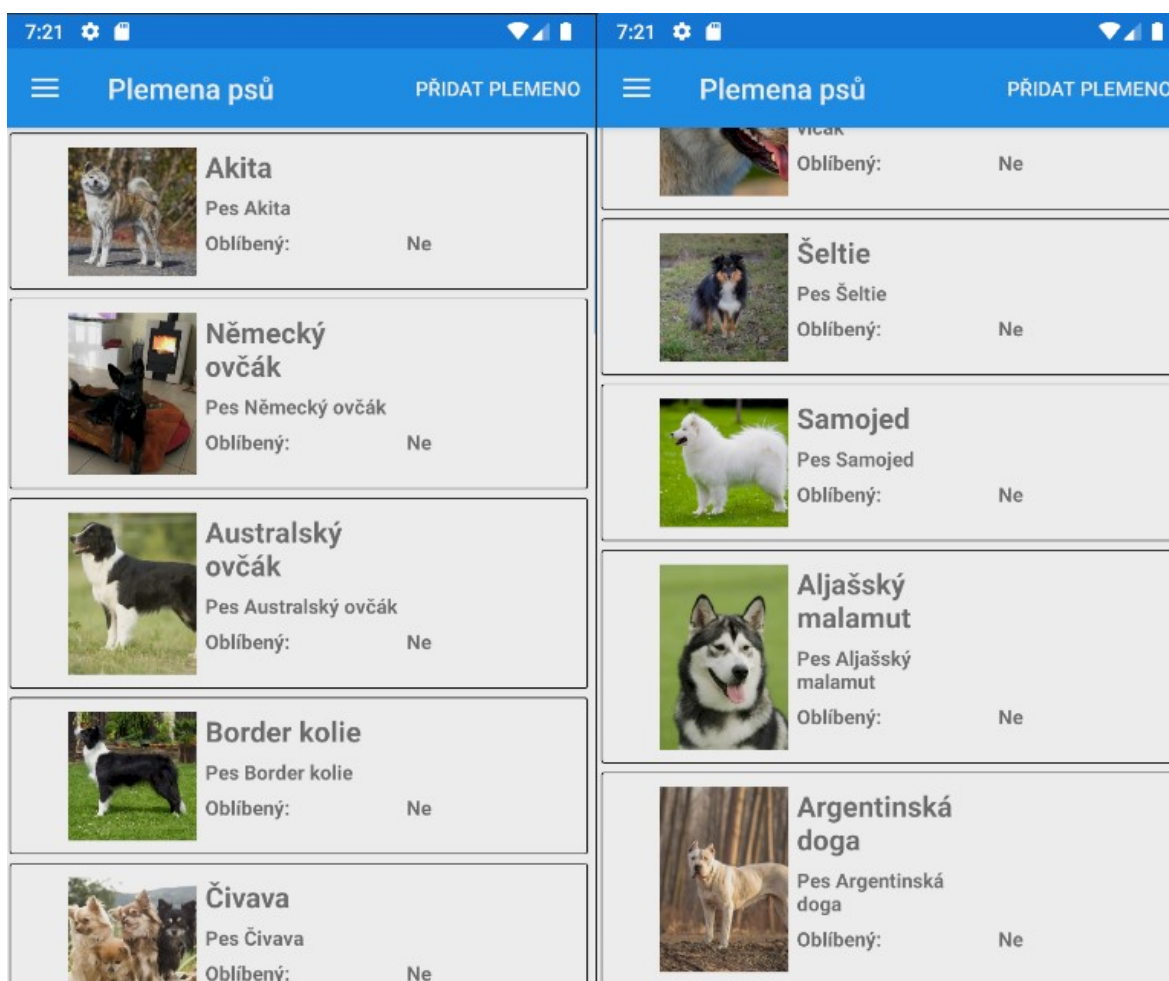 7:21
Plemena psů
PŘIDAT PLEMENO
Akita
Pes Akita
Oblíbený: Ne
Německý
ovčák
Pes Německý ovčák
Oblíbený: Ne
Australský
ovčák
Pes Australský ovčák
Oblíbený: Ne
Border kolie
Pes Border kolie
Oblíbený: Ne
Čivava
Pes Čivava
Oblíbený: Ne
7:21
Plemena psů
PŘIDAT PLEMENO
vlčák
Oblíbený: Ne
Šeltie
Pes Šeltie
Oblíbený: Ne
Samojed
Pes Samojed
Oblíbený: Ne
Aljašský
malamut
Pes Aljašský
malamut
Oblíbený: Ne
Argentinská
doga
Pes Argentinská
doga
Oblíbený: Ne